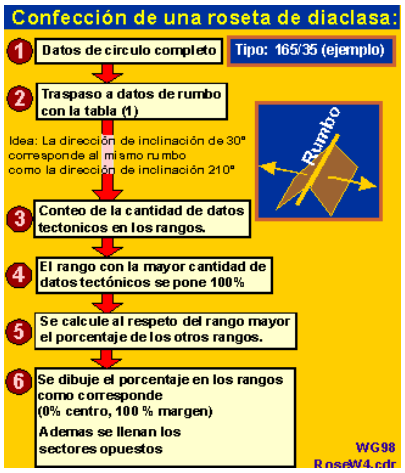 Confección de una roseta de diaclasa:
1 Datos de circulo completo
Tipo: 165/35 (ejemplo)
2 Traspaso a datos de rumbo
con la tabla (1)
Idea: La dirección de inclinación de 30°
corresponde al mismo rumbo
como la dirección de inclinación 210°
Rumbo
3 Conteo de la cantidad de datos
tectonicos en los rangos.
4 El rango con la mayor cantidad de
datos tectónicos se pone 100%
5 Se calcule al respeto del rango mayor
el porcentaje de los otros rangos.
6 Se dibuje el porcentaje en los rangos
como corresponde
(0% centro, 100 % margen)
Ademas se llenan los
sectores opuestos
WG98
RoseW4.cdr